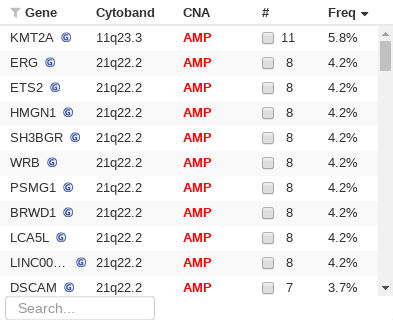 Gene Cytoband CNA # Freq
KMT2A G 11q23.3 AMP 11 5.8%
ERG G 21q22.2 AMP 8 4.2%
ETS2 G 21q22.2 AMP 8 4.2%
HMGN1 G 21q22.2 AMP 8 4.2%
SH3BGR G 21q22.2 AMP 8 4.2%
WRB G 21q22.2 AMP 8 4.2%
PSMG1 G 21q22.2 AMP 8 4.2%
BRWD1 G 21q22.2 AMP 8 4.2%
LCA5L G 21q22.2 AMP 8 4.2%
LINC00... G 21q22.2 AMP 8 4.2%
DSCAM G 21q22.2 AMP 7 3.7%
Search...